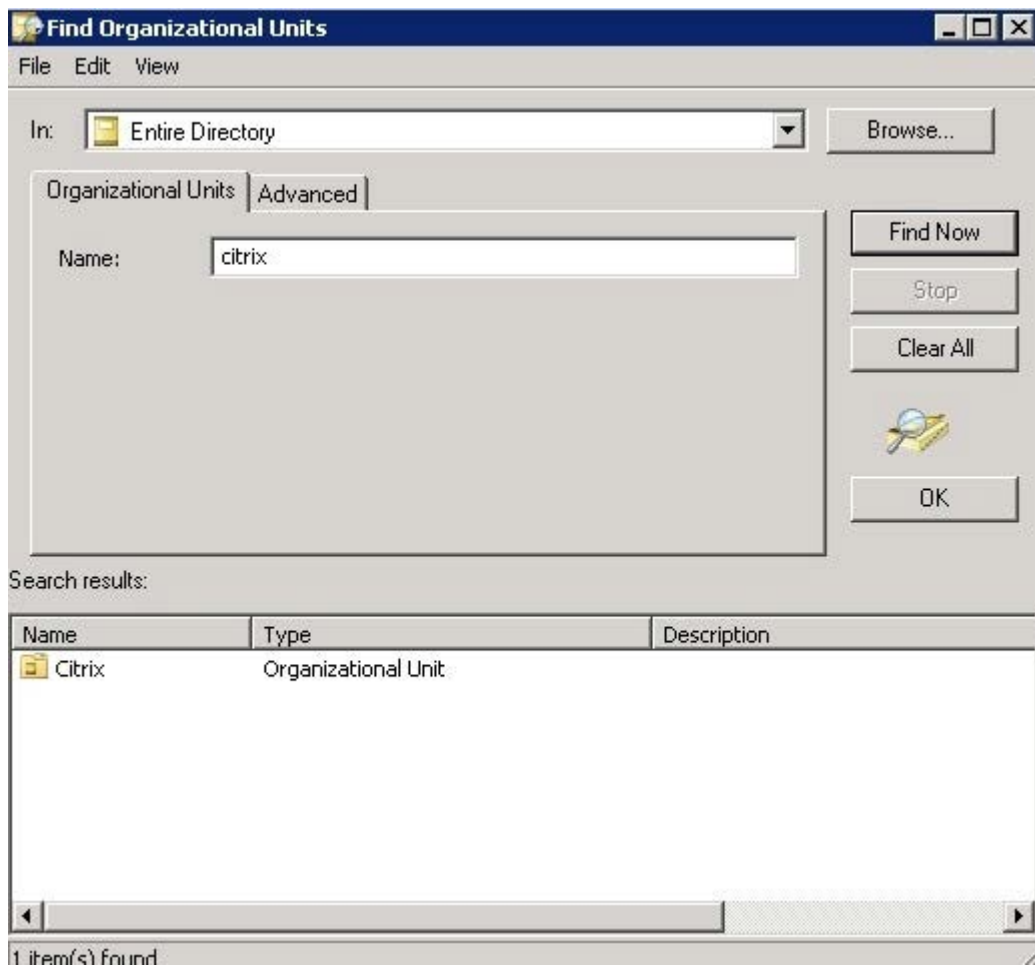 Find Organizational Units
File Edit View
In: Entire Directory Browse...
Organizational Units Advanced
Name: citrix
Find Now
Stop
Clear All
OK
Search results:
Name Type Description
Citrix Organizational Unit
1 item(s) found.